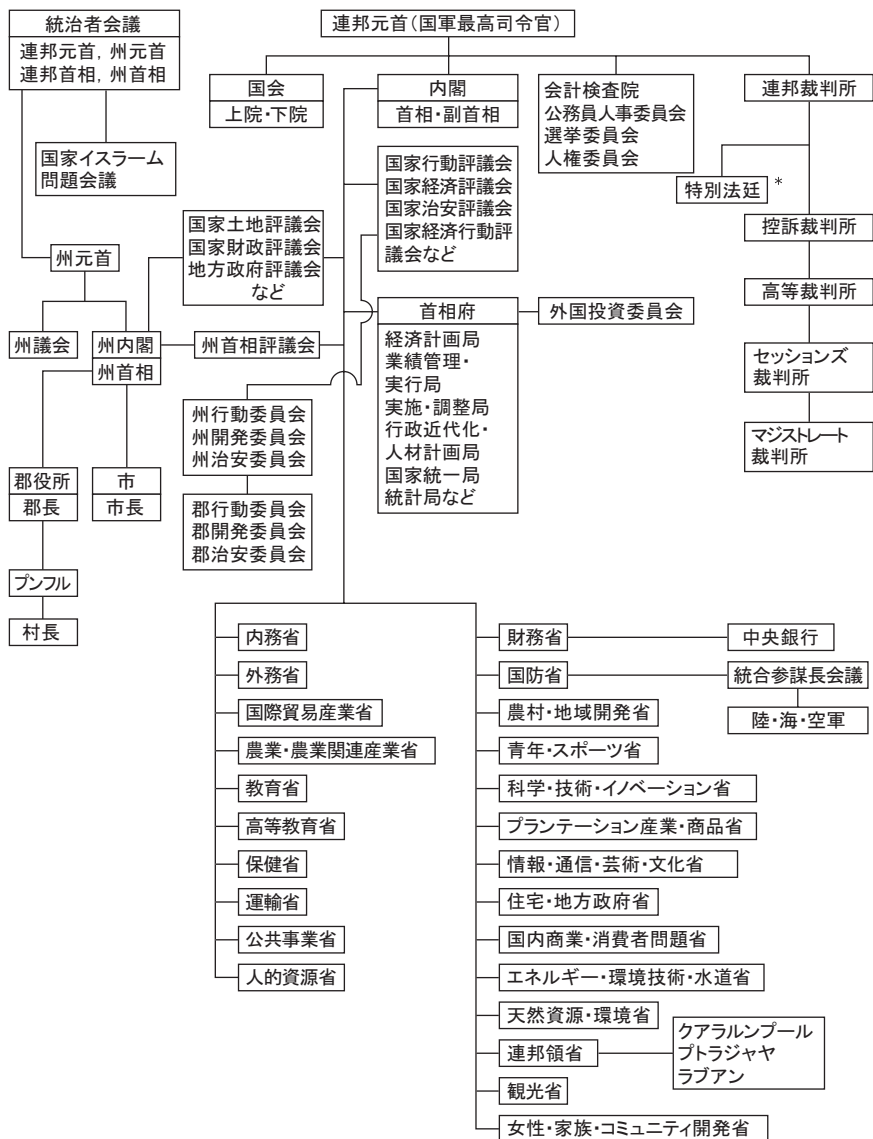 統治者会議
連邦元首,州元首
連邦首相,州首相
国家イスラーム
問題会議
連邦元首(国軍最高司令官)
国会
上院・下院
内閣
首相・副首相
会計検査院
公務員人事委員会
選挙委員会
人権委員会
連邦裁判所
特別法廷 *
控訴裁判所
高等裁判所
セッションズ
裁判所
マジストレート
裁判所
国家行動評議会
国家経済評議会
国家治安評議会
国家経済行動評
議会など
国家土地評議会
国家財政評議会
地方政府評議会
など
州元首
州議会
州内閣
州首相
州首相評議会
首相府
経済計画局
業績管理・
実行局
実施・調整局
行政近代化・
人材計画局
国家統一局
統計局など
外国投資委員会
州行動委員会
州開発委員会
州治安委員会
郡行動委員会
郡開発委員会
郡治安委員会
郡役所
郡長
市
市長
プンフル
村長
内務省
外務省
国際貿易産業省
農業・農業関連産業省
教育省
高等教育省
保健省
運輸省
公共事業省
人的資源省
財務省
中央銀行
国防省
統合参謀長会議
陸・海・空軍
農村・地域開発省
青年・スポーツ省
科学・技術・イノベーション省
プランテーション産業・商品省
情報・通信・芸術・文化省
住宅・地方政府省
国内商業・消費者問題省
エネルギー・環境技術・水道省
天然資源・環境省
連邦領省
クアラルンプール
プトラジャヤ
ラブアン
観光省
女性・家族・コミュニティ開発省